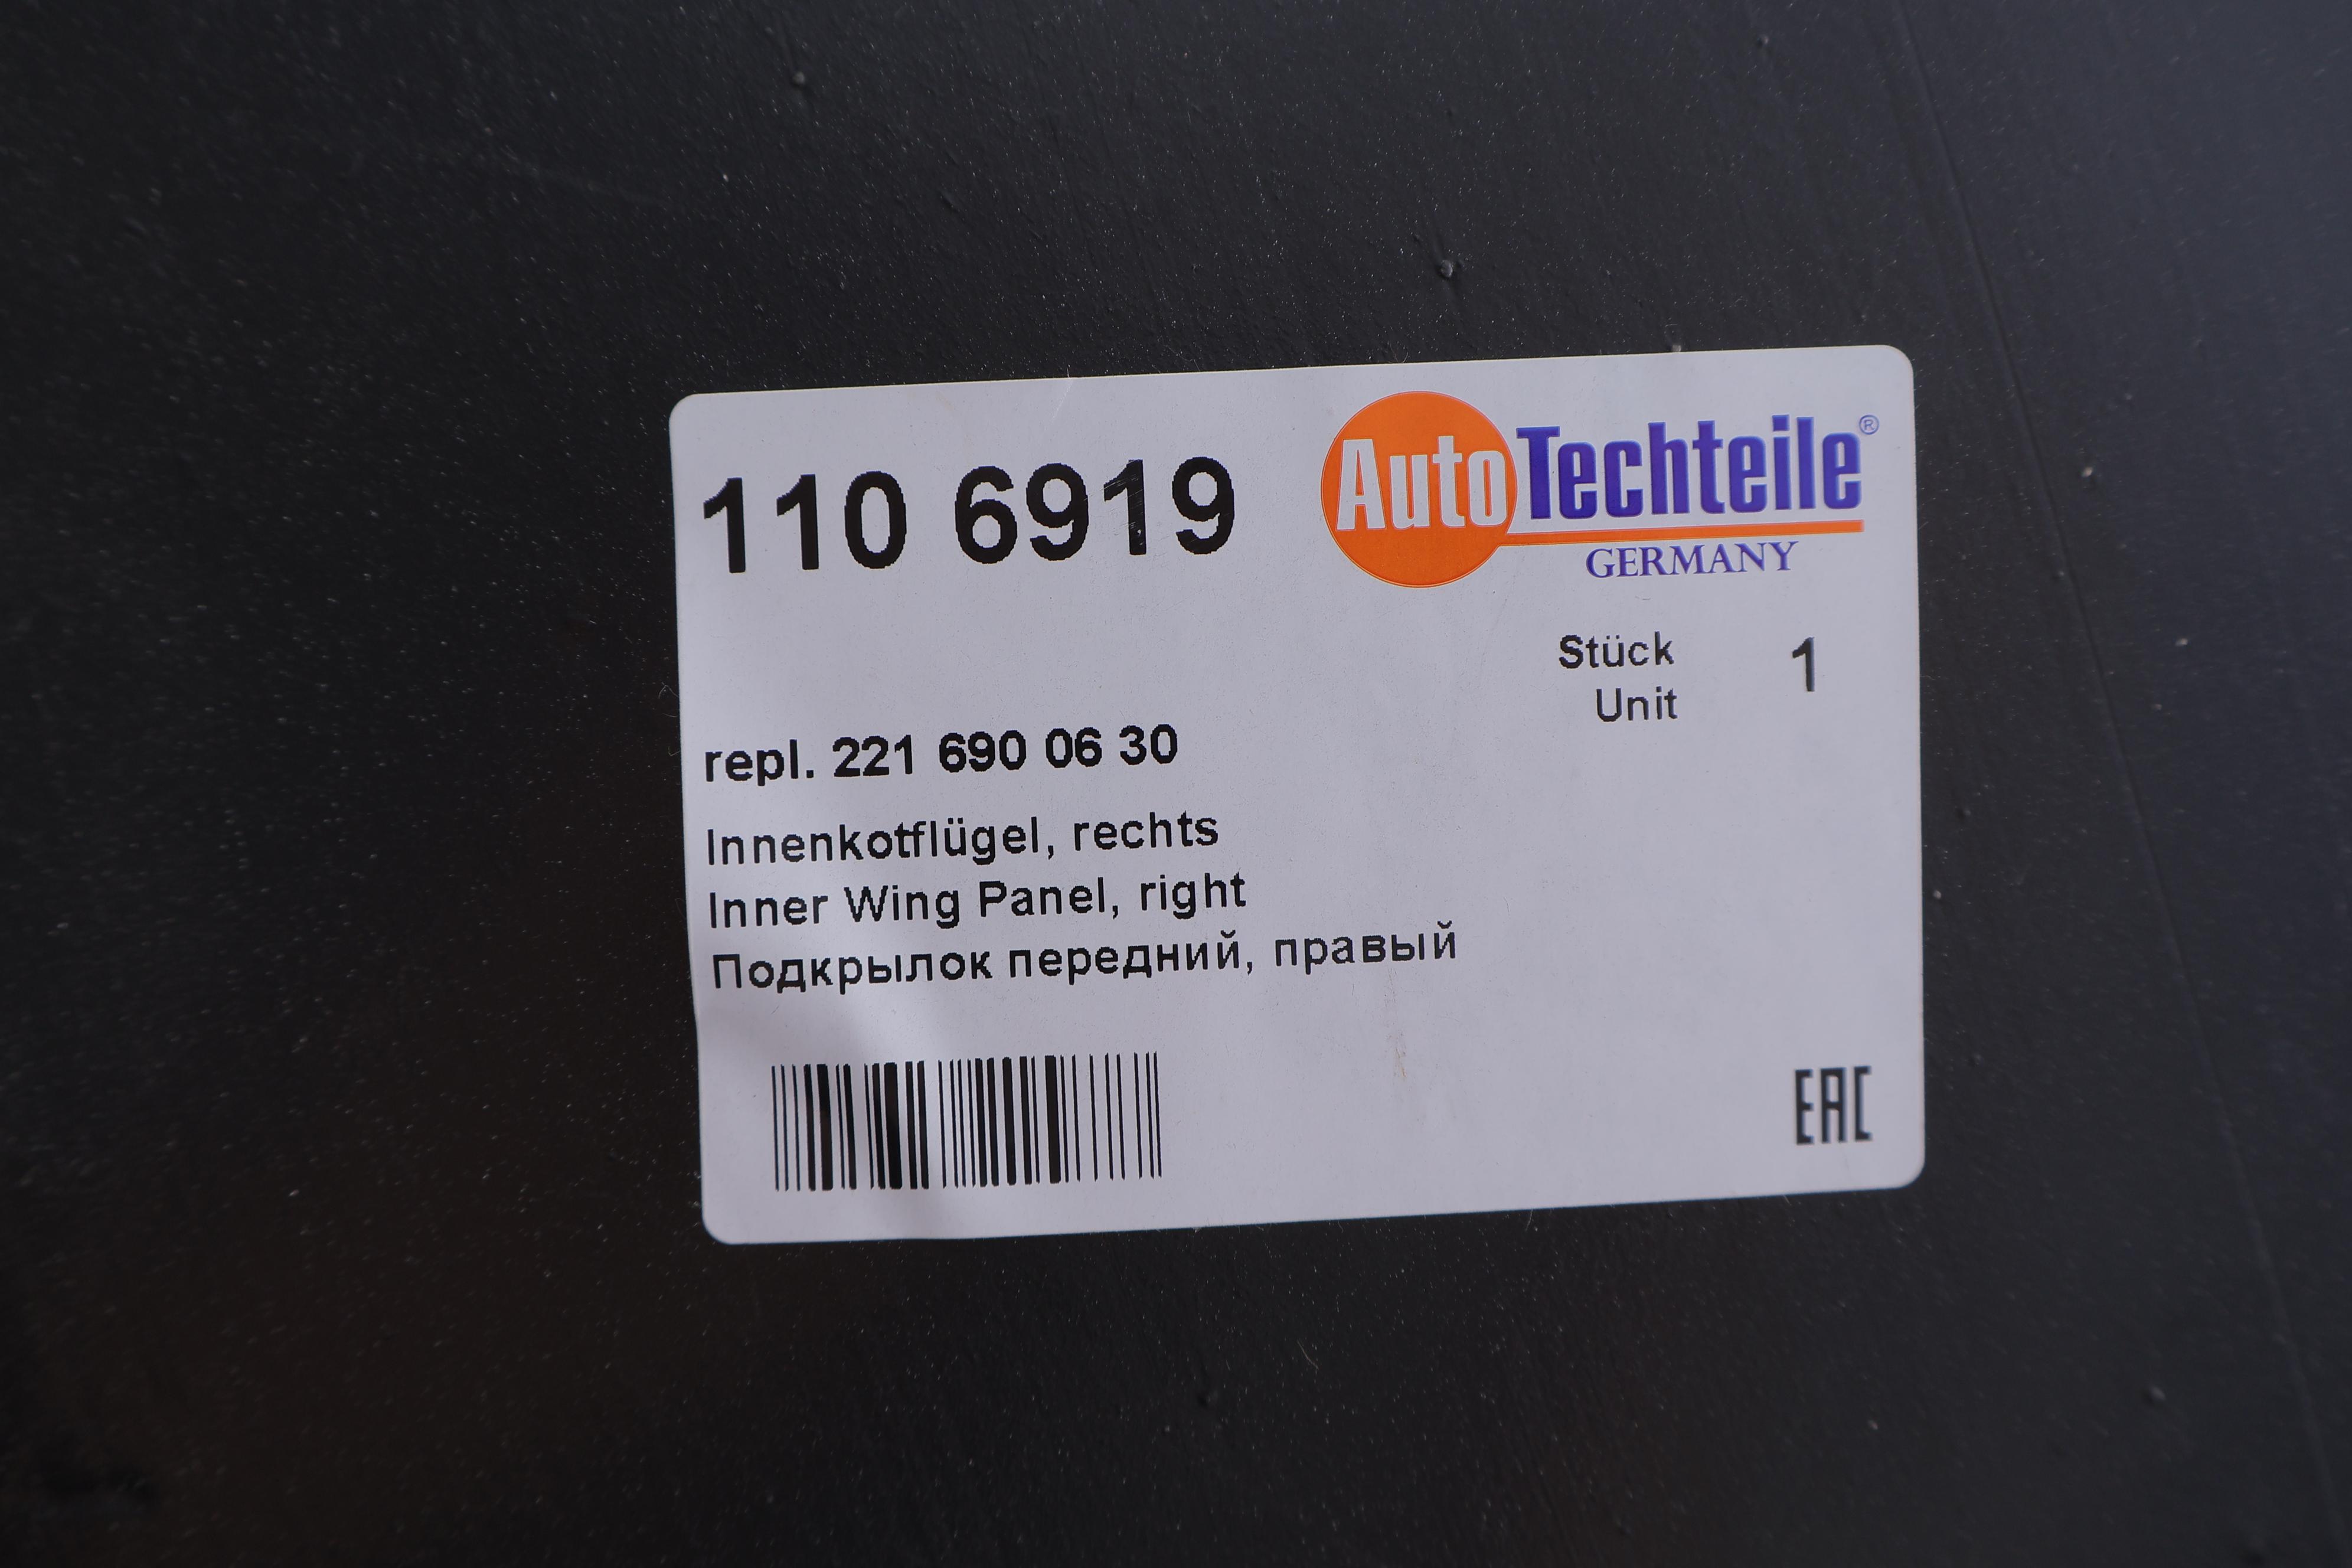 110 6919
AutoTechteile®
GERMANY
Stück 1
Unit
repl. 221 690 06 30
Innenkotflügel, rechts
Inner Wing Panel, right
Подкрылок передний, правый
EAC